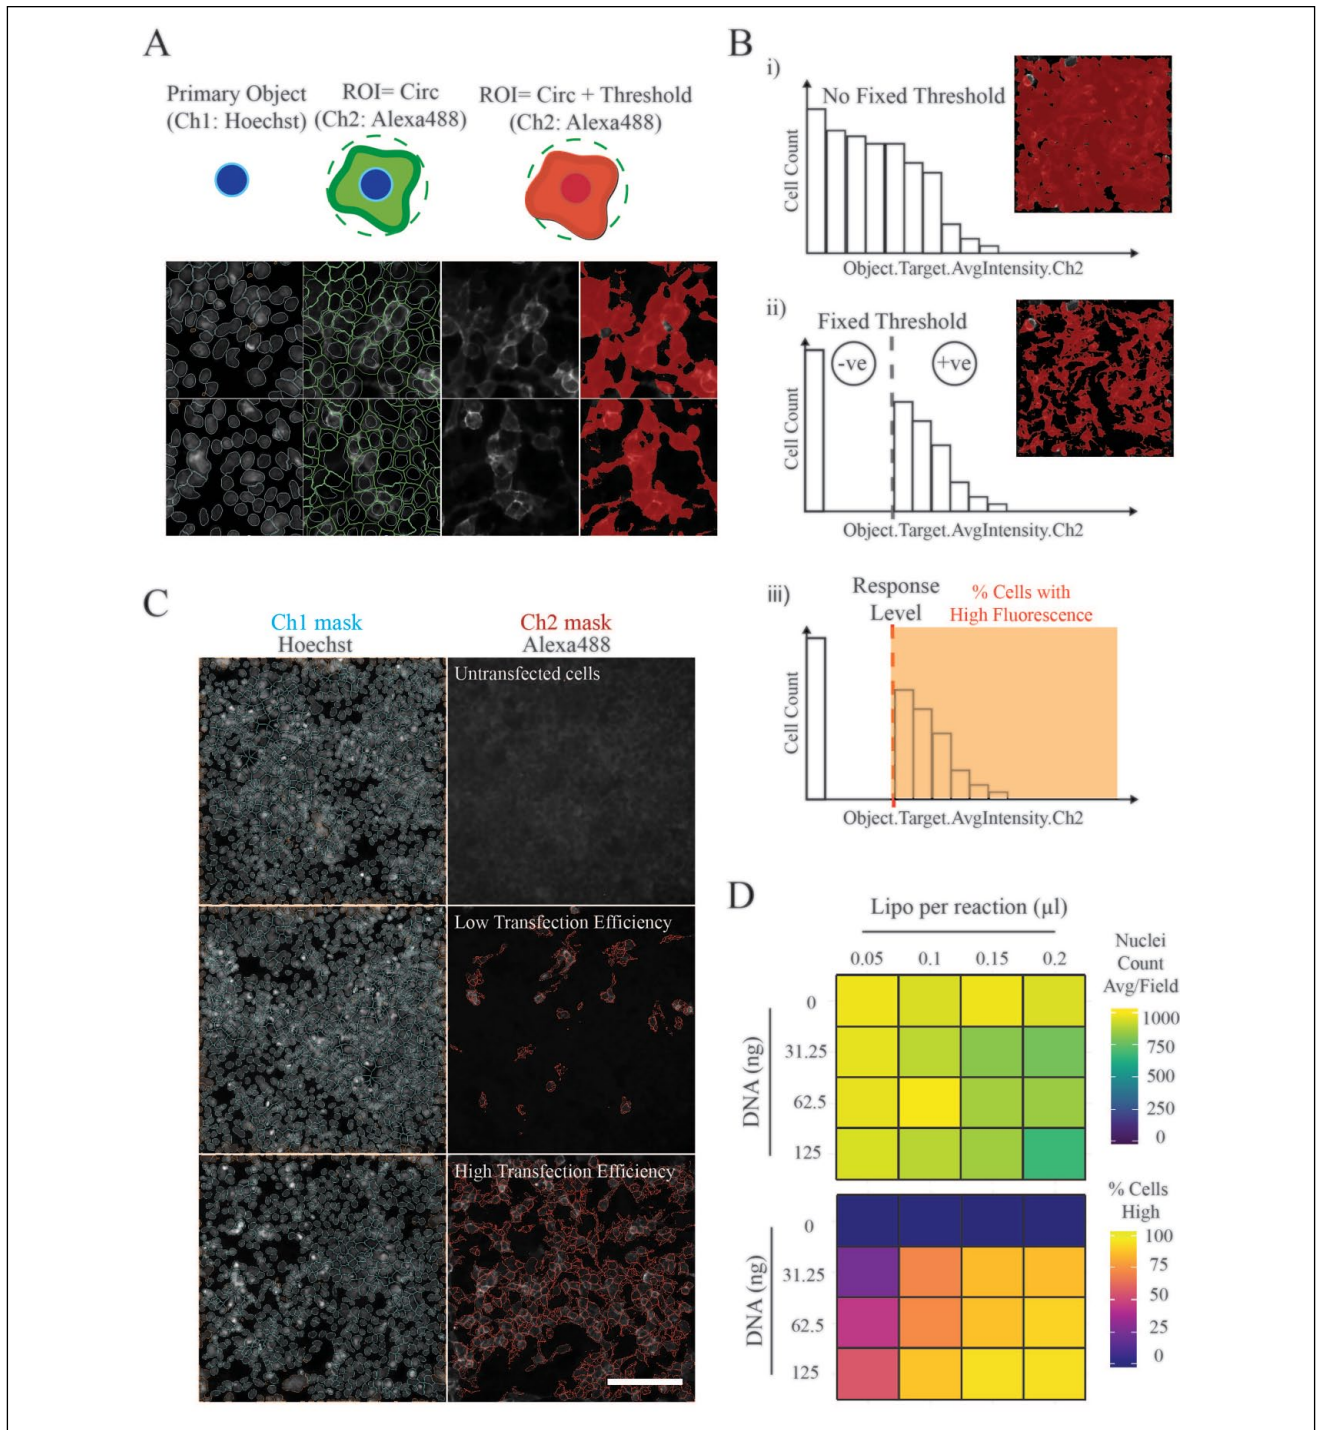 A
Primary Object
(Ch1: Hoechst)
ROI= Circ
(Ch2: Alexa488)
ROI= Circ + Threshold
(Ch2: Alexa488)
B
i)
No Fixed Threshold
Cell Count
Object.Target.AvgIntensity.Ch2
ii)
Fixed Threshold
-ve
+ve
Cell Count
Object.Target.AvgIntensity.Ch2
iii)
Response
Level
% Cells with
High Fluorescence
Cell Count
Object.Target.AvgIntensity.Ch2
C
Ch1 mask
Hoechst
Ch2 mask
Alexa488
Untransfected cells
Low Transfection Efficiency
High Transfection Efficiency
D
Lipo per reaction (µl)
0.05 0.1 0.15 0.2
DNA (ng)
0
31.25
62.5
125
Nuclei
Count
Avg/Field
1000
750
500
250
0
DNA (ng)
0
31.25
62.5
125
% Cells
High
100
75
50
25
0